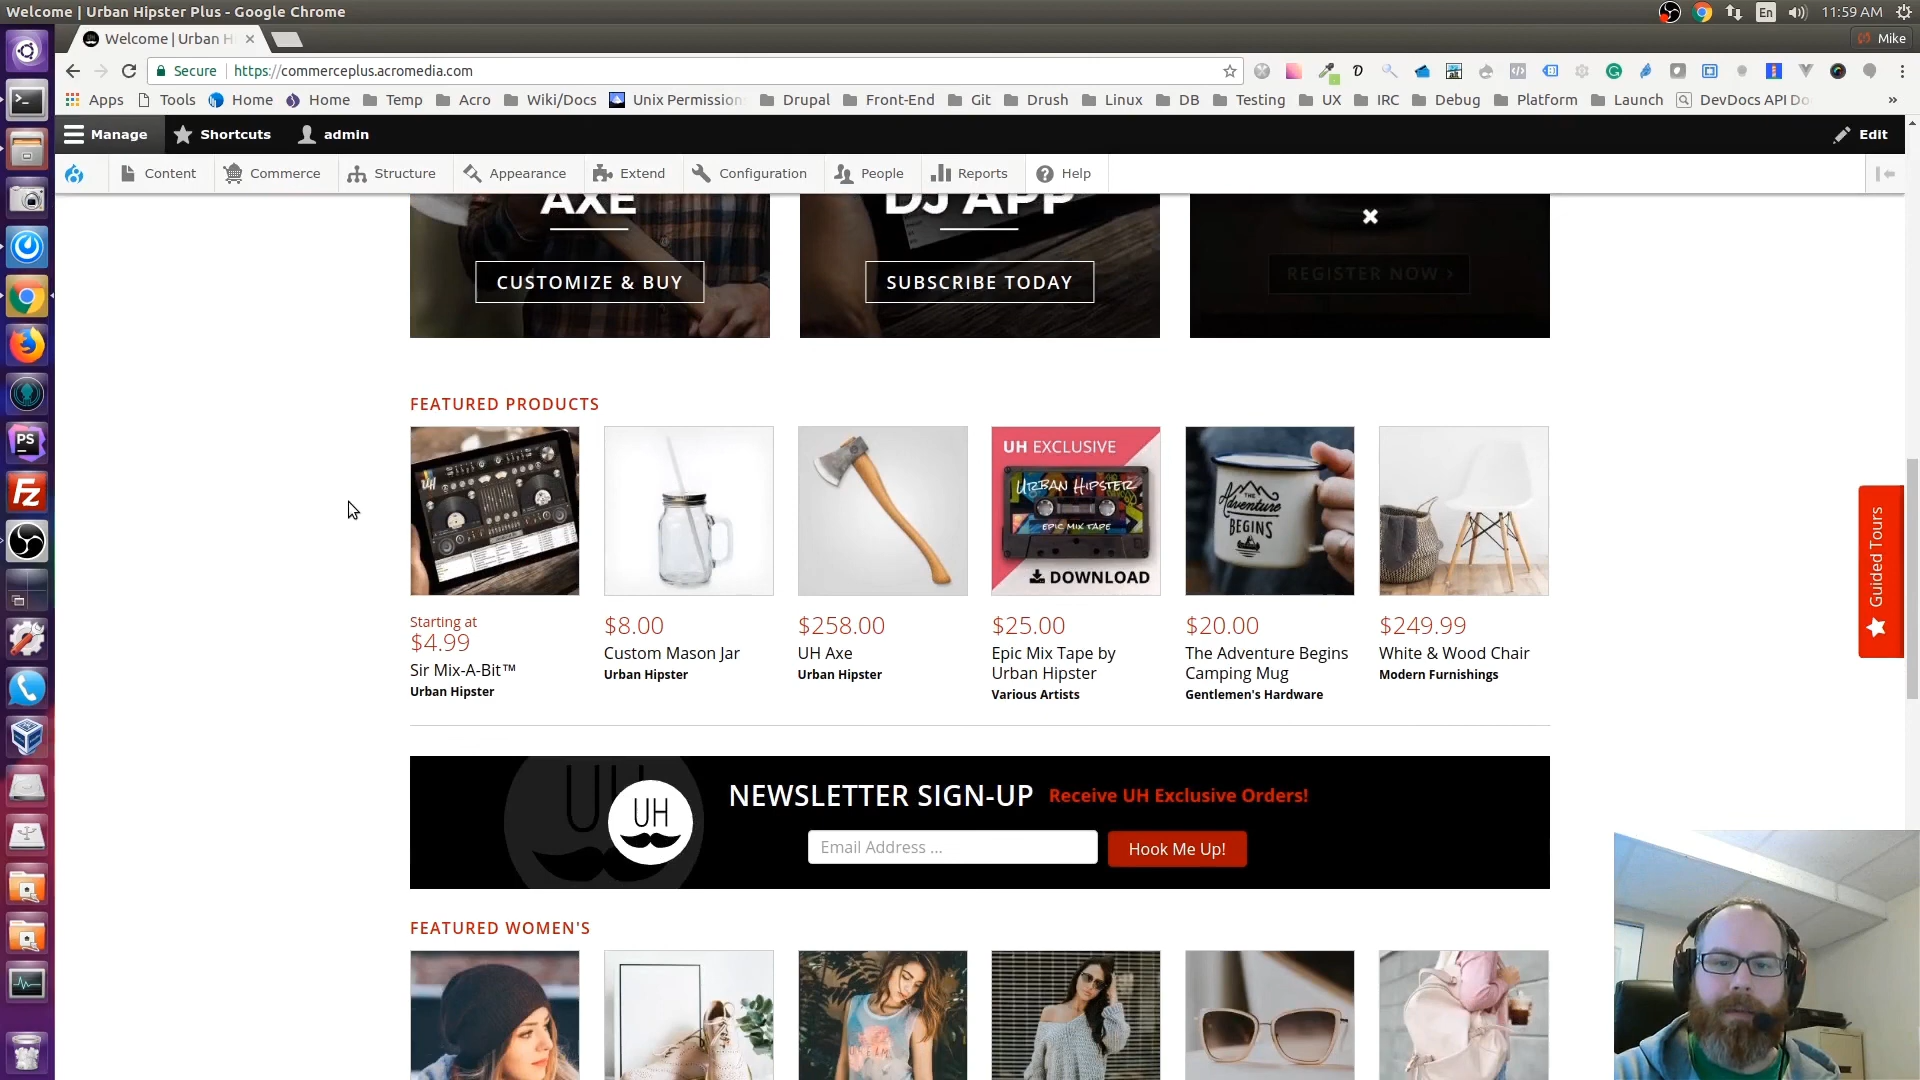 Welcome | Urban Hipster Plus - Google Chrome
En
11:59 AM
Welcome | Urban H
Mike
Secure
https://commerceplus.acromedia.com
Apps
Tools
Home
Home
Temp
Acro
Wiki/Docs
Unix Permission
Drupal
Front-End
Git
Drush
Linux
DB
Testing
UX
IRC
Debug
Platform
Launch
DevDocs API Do
»
Manage
Shortcuts
admin
Edit
Content
Commerce
Structure
Appearance
Extend
Configuration
People
Reports
Help
AXE
DJ APP
CUSTOMIZE & BUY
SUBSCRIBE TODAY
REGISTER NOW >
FEATURED PRODUCTS
UH
UH EXCLUSIVE
URBAN HIPSTER
EPIC MIX TAPE
DOWNLOAD
THE
Adventure
BEGINS
Starting at
$4.99
Sir Mix-A-Bit™
Urban Hipster
$8.00
Custom Mason Jar
Urban Hipster
$258.00
UH Axe
Urban Hipster
$25.00
Epic Mix Tape by
Urban Hipster
Various Artists
$20.00
The Adventure Begins
Camping Mug
Gentlemen's Hardware
$249.99
White & Wood Chair
Modern Furnishings
Guided Tours
UH
UH
NEWSLETTER SIGN-UP
Receive UH Exclusive Orders!
Email Address ...
Hook Me Up!
FEATURED WOMEN'S
PS
FZ